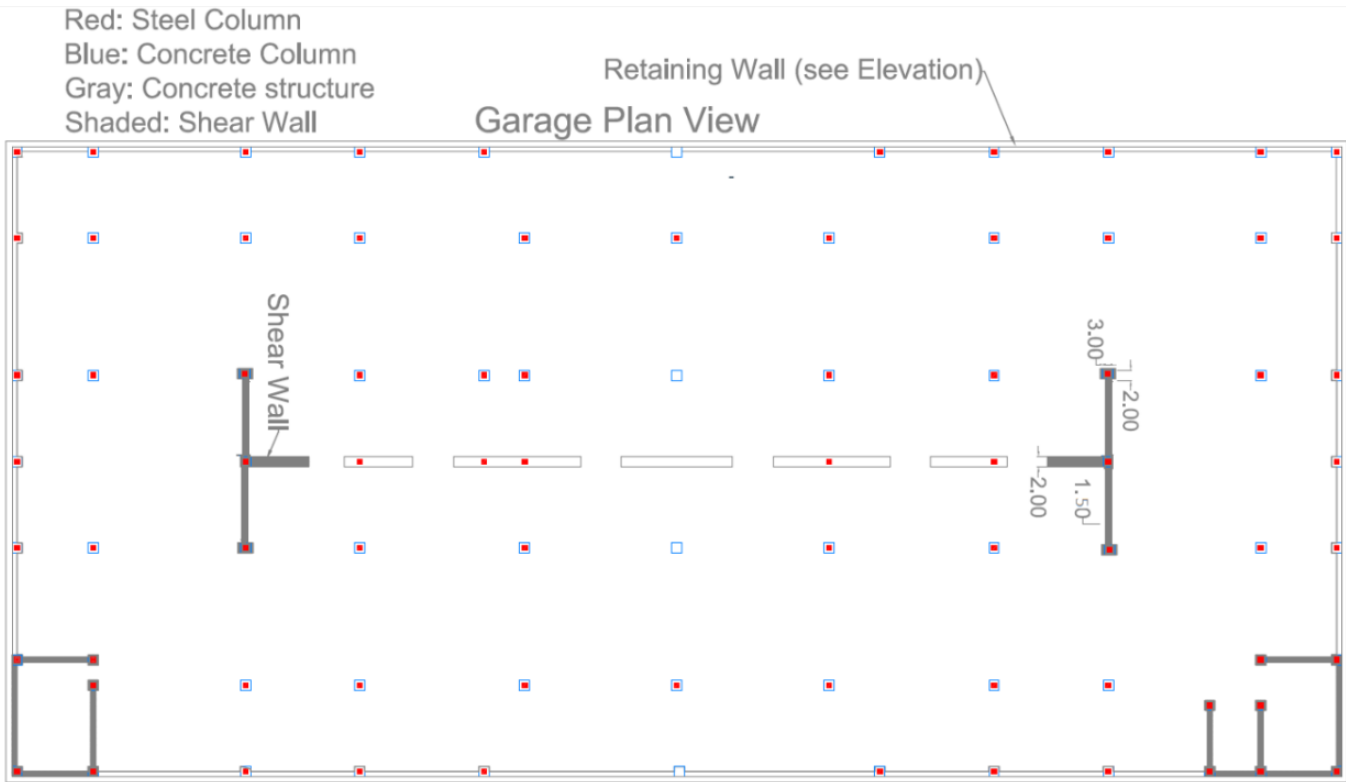 Red: Steel Column
Blue: Concrete Column
Gray: Concrete structure
Shaded: Shear Wall
Retaining Wall (see Elevation)
Garage Plan View
Shear Wall
3.00
2.00
2.00
1.50